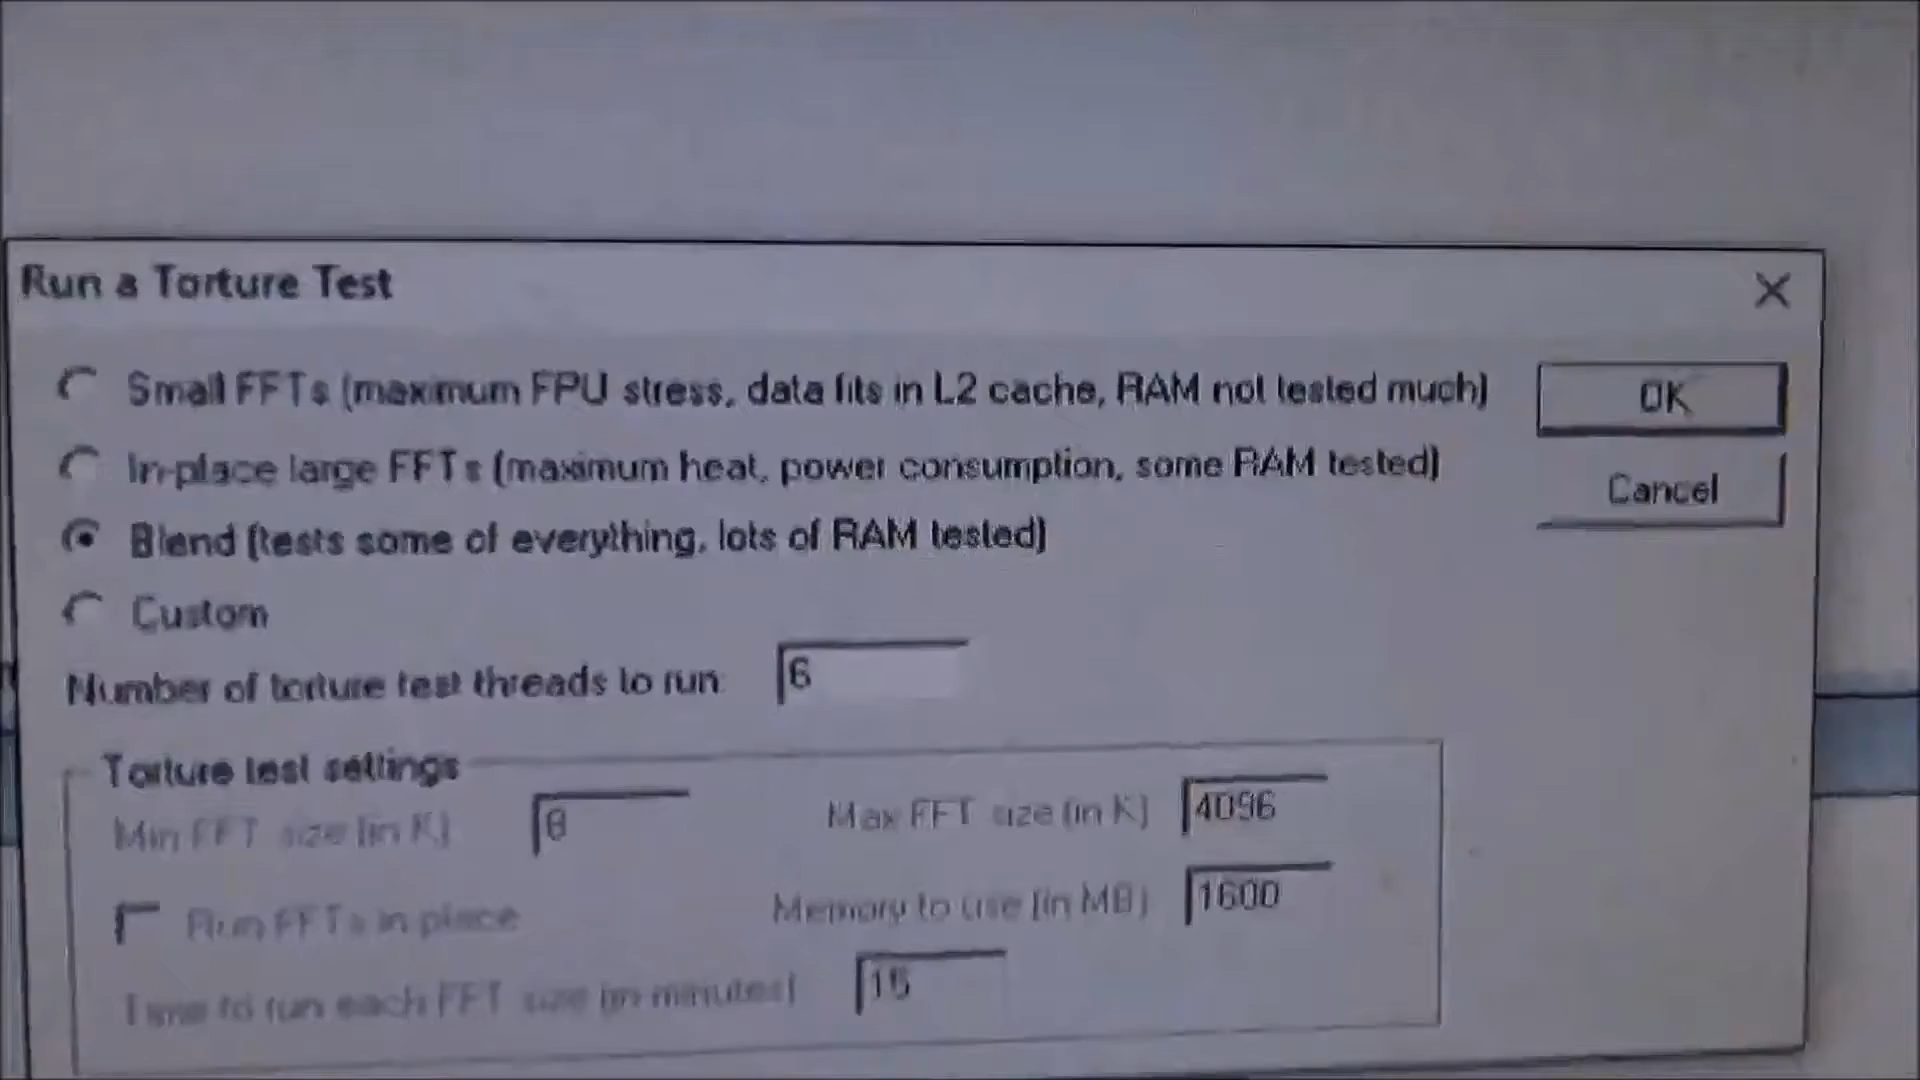 Run a Torture Test
Small FFTs (maximum FPU stress, data fits in L2 cache, RAM not tested much)
OK
In-place large FFTs (maximum heat, power consumption, some RAM tested)
Cancel
Blend (tests some of everything, lots of RAM tested)
Custom
Number of torture test threads to run: 6
Torture test settings
Min FFT size (in K) 8
Max FFT size (in K) 4096
Run FFTs in place
Memory to use (in MB) 1600
Time to run each FFT size (in minutes) 15